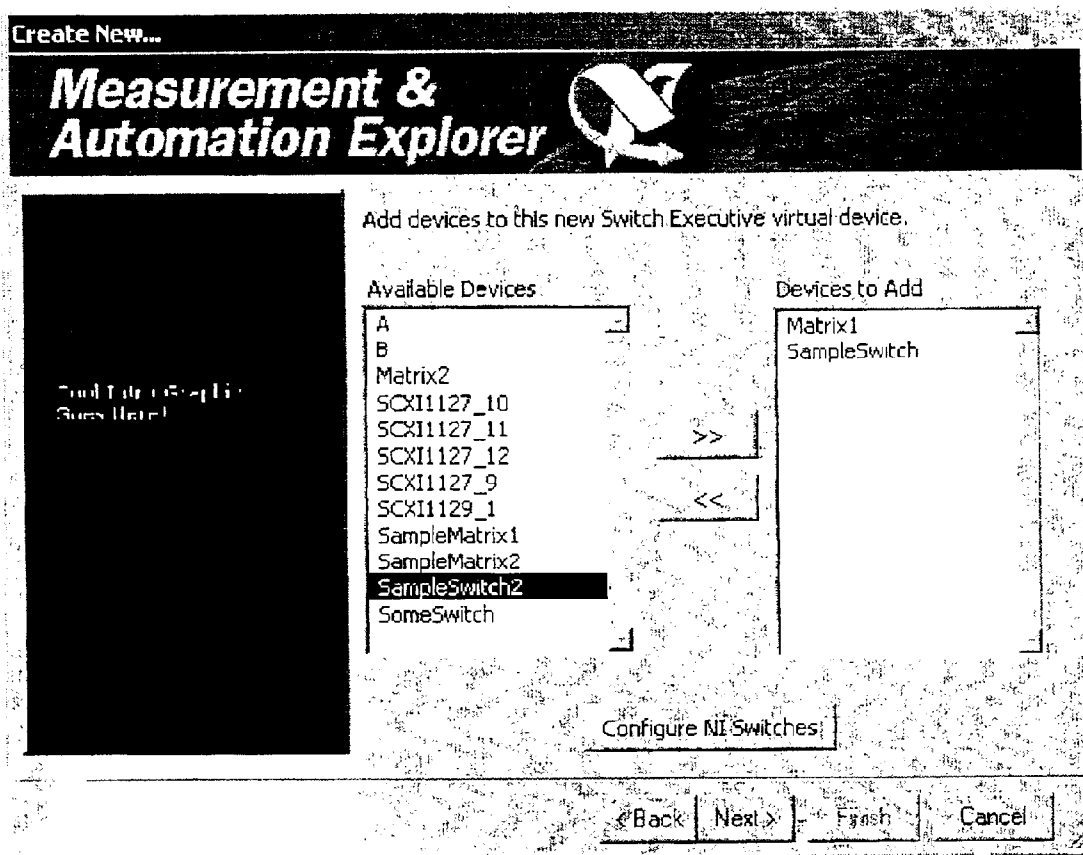 Create New...
Measurement &
Automation Explorer
Add devices to this new Switch Executive virtual device.
Available Devices
A
B
Matrix2
SCXI1127_10
SCXI1127_11
SCXI1127_12
SCXI1127_9
SCXI1129_1
SampleMatrix1
SampleMatrix2
SampleSwitch2
SomeSwitch
>>
<<
Devices to Add
Matrix1
SampleSwitch
Goes Here!
Configure NI Switches
< Back
Next >
Finish
Cancel